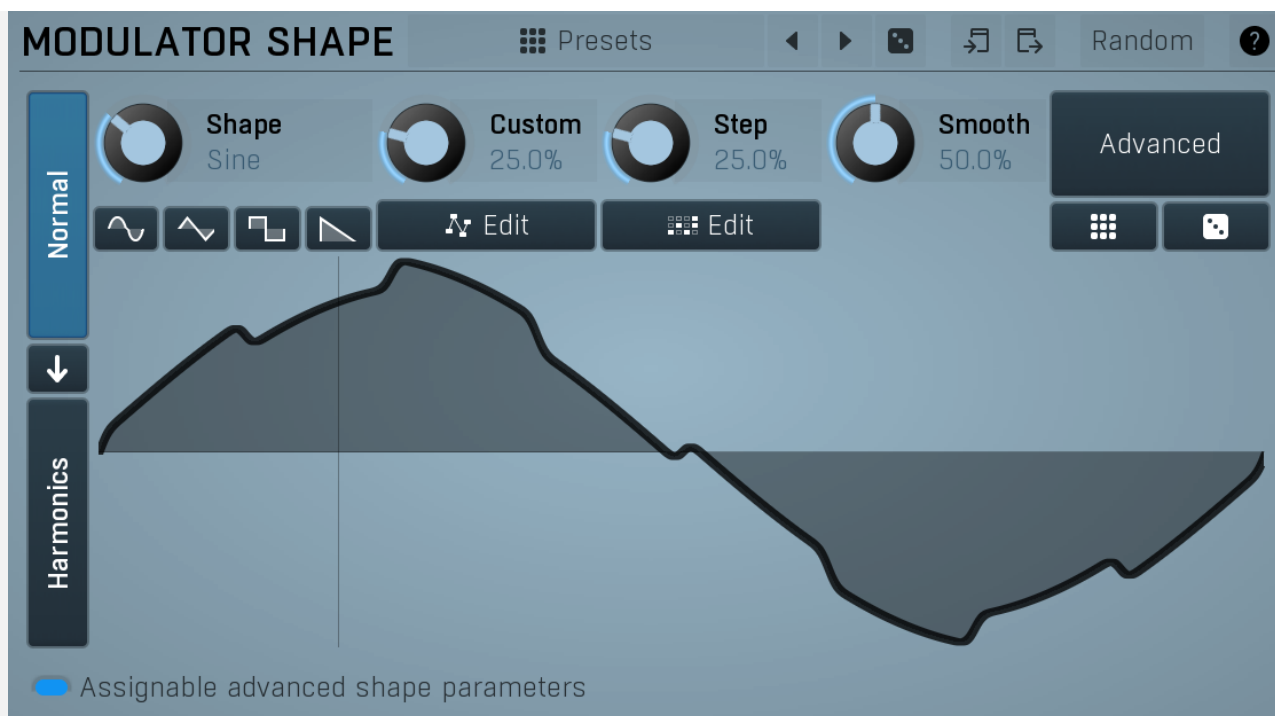 MODULATOR SHAPE Presets Random ?
Normal
Shape
Sine
Custom
25.0%
Step
25.0%
Smooth
50.0%
Advanced
Edit
Edit
Harmonics
Assignable advanced shape parameters